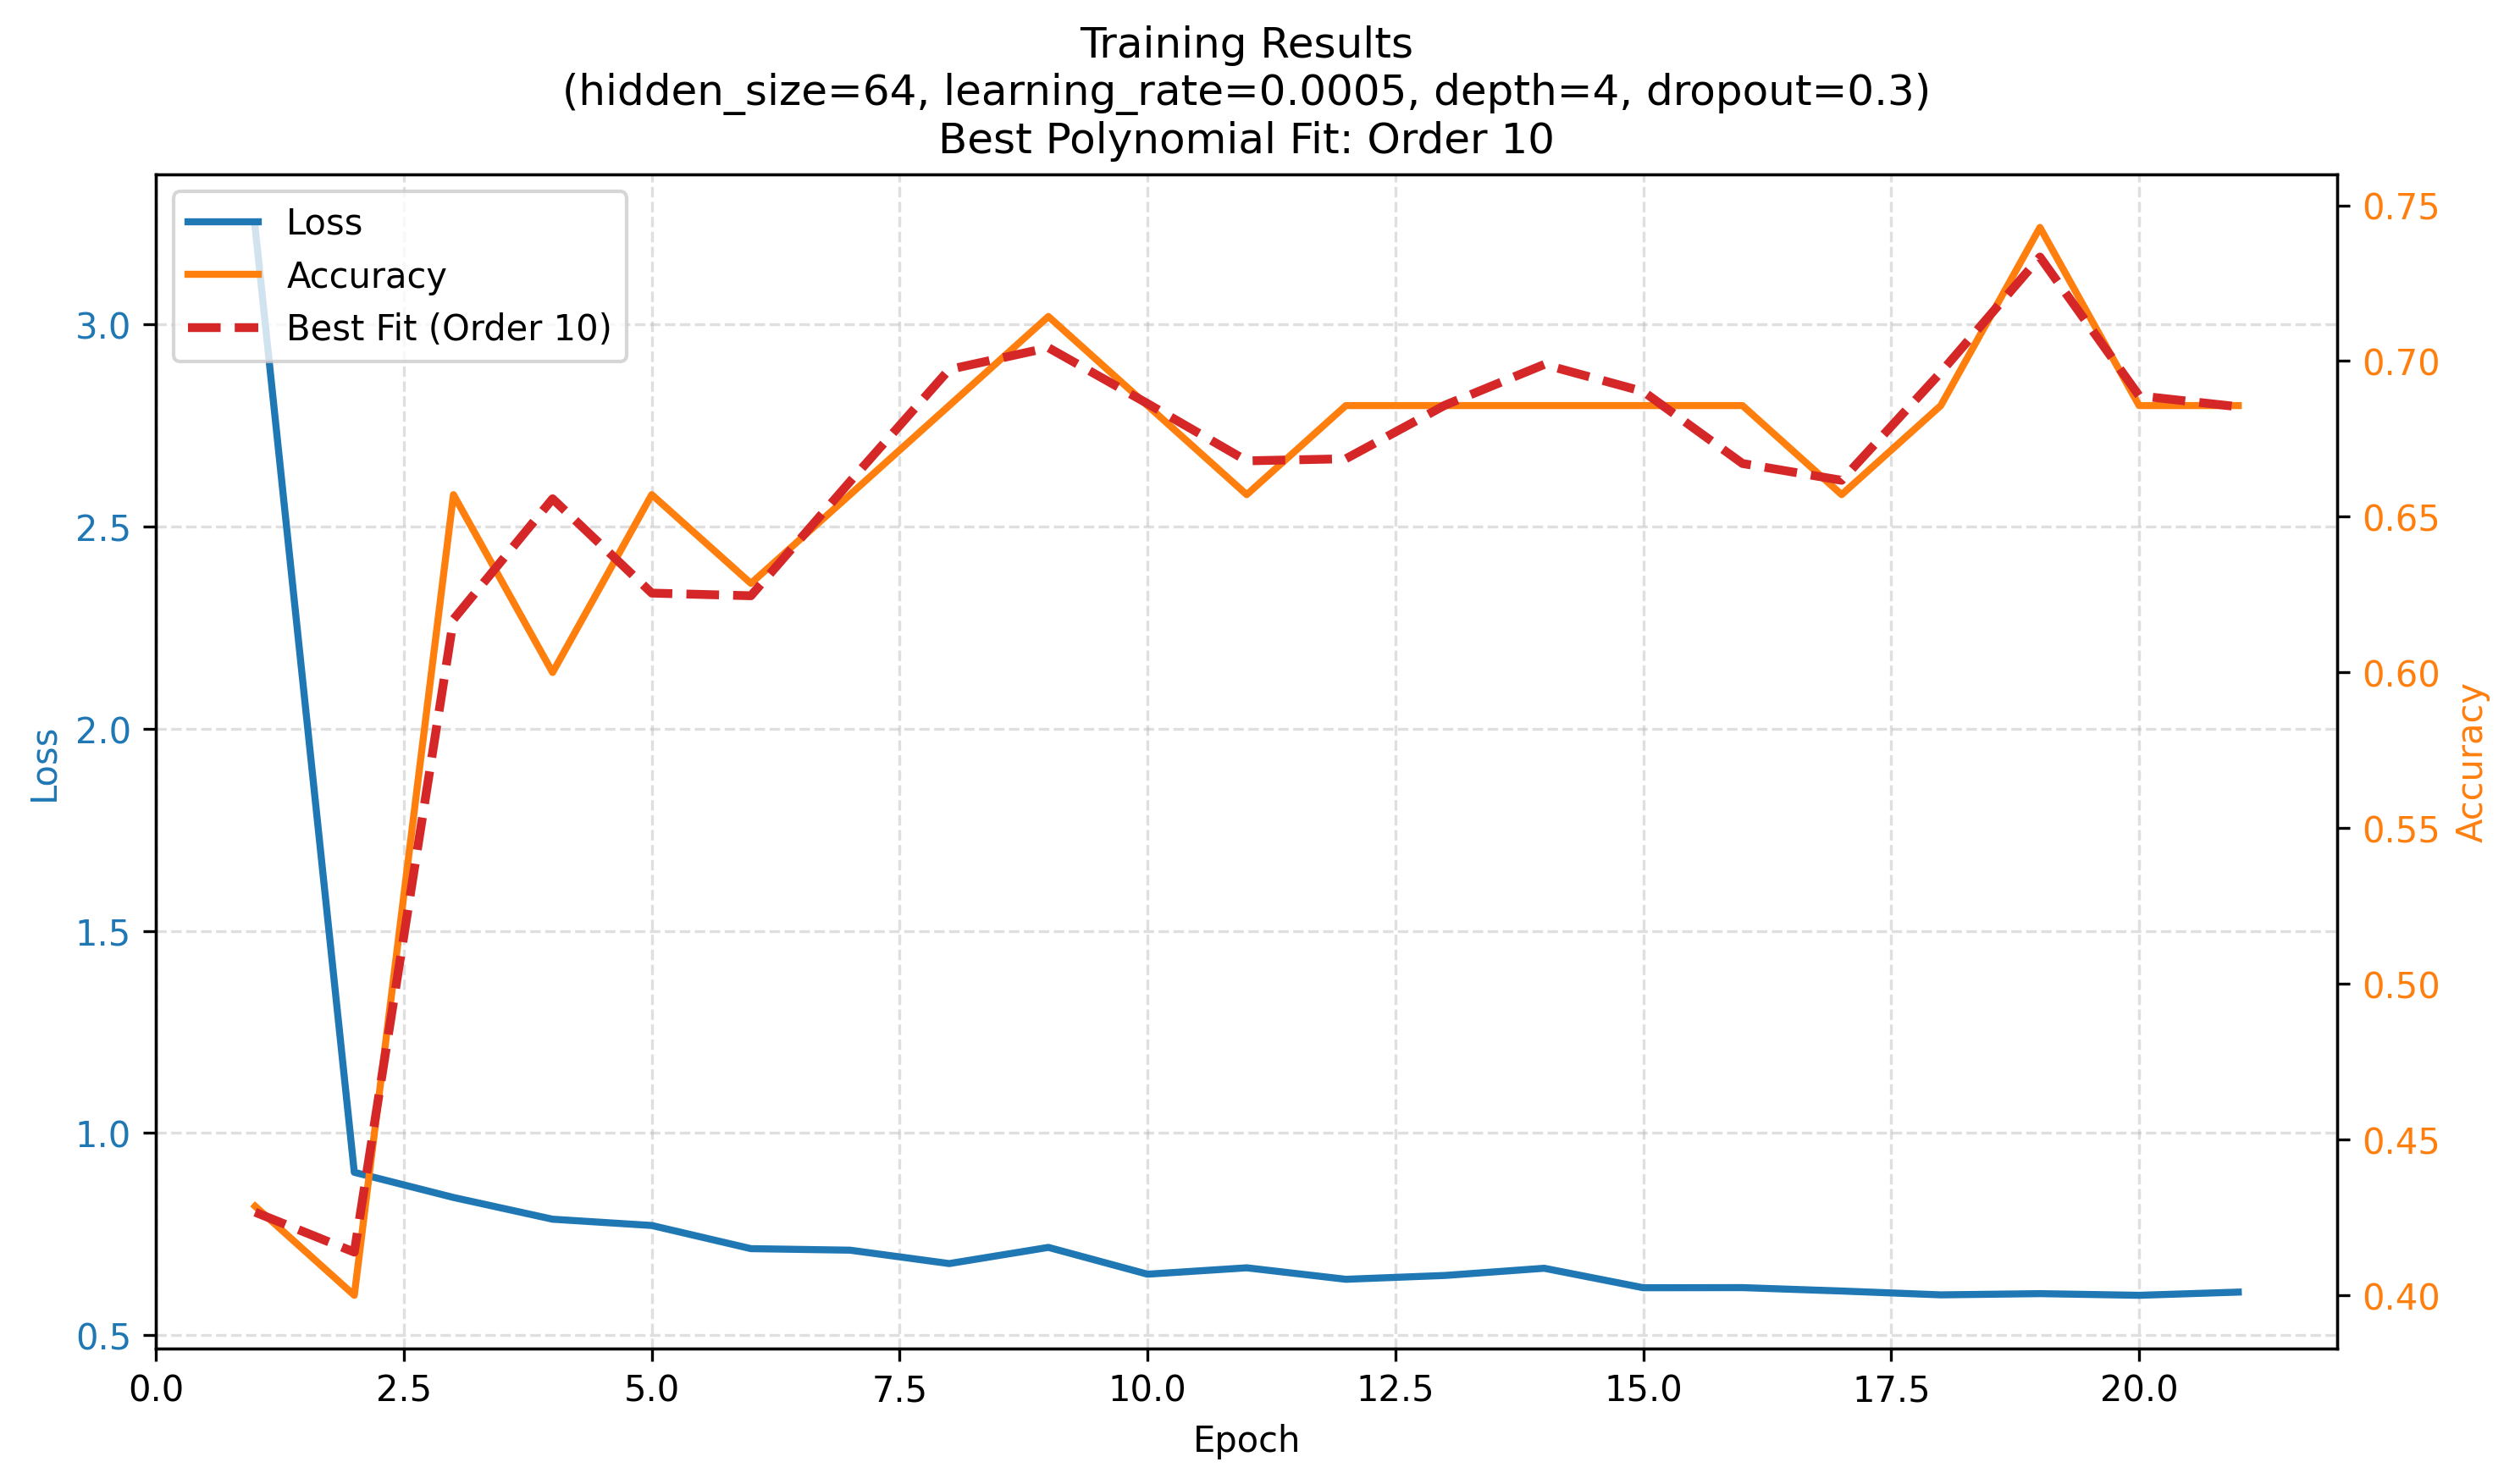 Training Results
(hidden_size=64, learning_rate=0.0005, depth=4, dropout=0.3)
Best Polynomial Fit: Order 10
Loss
Accuracy
Best Fit (Order 10)
3.0
2.5
2.0
1.5
1.0
0.5
Loss
0.75
0.70
0.65
0.60
0.55
0.50
0.45
0.40
Accuracy
0.0 2.5 5.0 7.5 10.0 12.5 15.0 17.5 20.0
Epoch